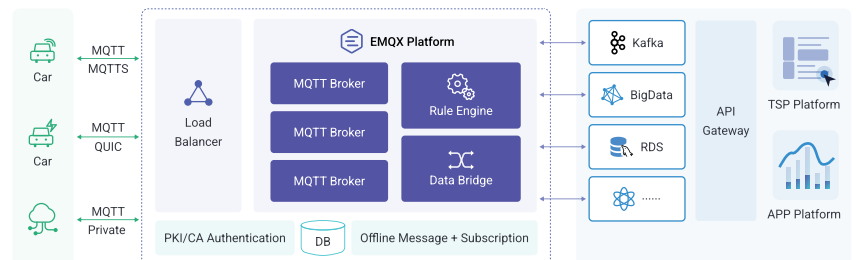 Car
MQTT
MQTTS
Car
MQTT
QUIC
MQTT
Private
Load
Balancer
EMQX Platform
MQTT Broker
MQTT Broker
MQTT Broker
Rule Engine
Data Bridge
PKI/CA Authentication
DB
Offline Message + Subscription
Kafka
BigData
RDS
······
API
Gateway
TSP Platform
APP Platform